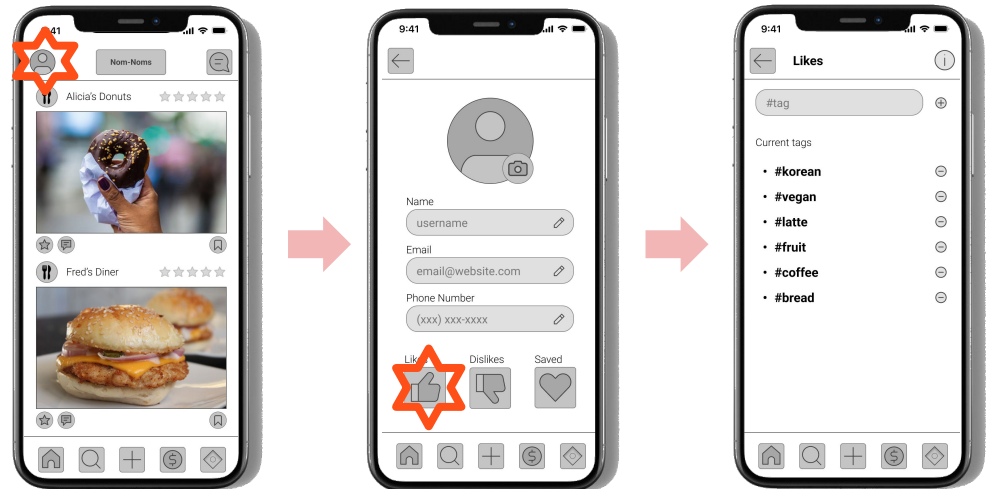 41
Nom-Noms
Alicia's Donuts
Fred's Diner
9:41
Name
username
Email
email@website.com
Phone Number
(xxx) xxx-xxxx
Dislikes
Saved
9:41
Likes
#tag
Current tags
• #korean
• #vegan
• #latte
• #fruit
• #coffee
• #bread